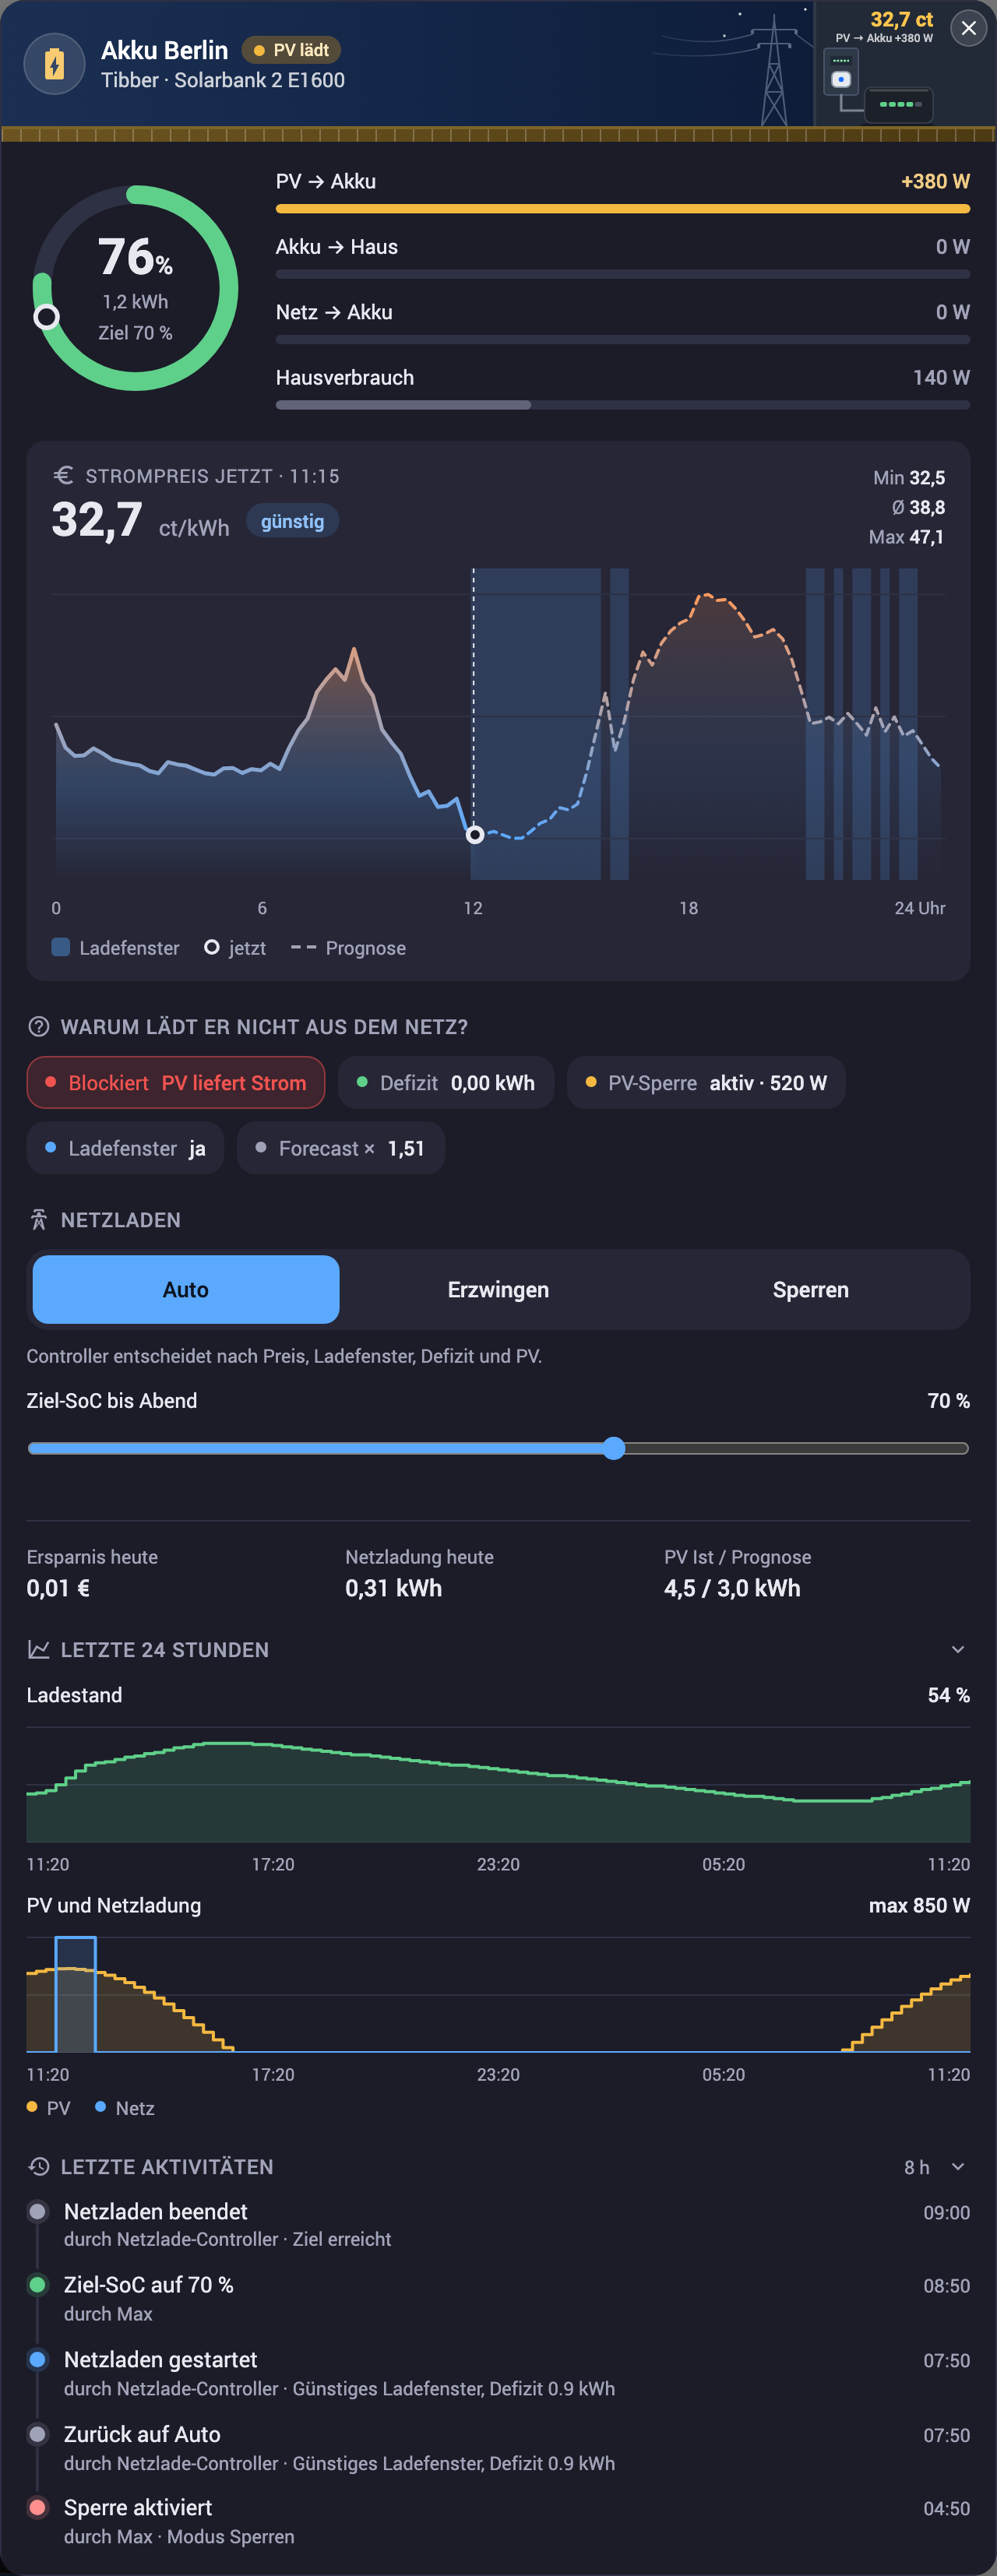 Akku Berlin
PV lädt
Tibber · Solarbank 2 E1600
32,7 ct
PV → Akku +380 W
76%
1,2 kWh
Ziel 70 %
PV → Akku +380 W
Akku → Haus 0 W
Netz → Akku 0 W
Hausverbrauch 140 W
STROMPREIS JETZT · 11:15
32,7 ct/kWh günstig
Min 32,5
Ø 38,8
Max 47,1
0 6 12 18 24 Uhr
Ladefenster jetzt Prognose
WARUM LÄDT ER NICHT AUS DEM NETZ?
Blockiert PV liefert Strom Defizit 0,00 kWh PV-Sperre aktiv · 520 W
Ladefenster ja Forecast × 1,51
NETZLADEN
Auto Erzwingen Sperren
Controller entscheidet nach Preis, Ladefenster, Defizit und PV.
Ziel-SoC bis Abend 70 %
Ersparnis heute Netzladung heute PV Ist / Prognose
0,01 € 0,31 kWh 4,5 / 3,0 kWh
LETZTE 24 STUNDEN
Ladestand 54 %
11:20 17:20 23:20 05:20 11:20
PV und Netzladung max 850 W
11:20 17:20 23:20 05:20 11:20
PV Netz
LETZTE AKTIVITÄTEN 8 h
Netzladen beendet 09:00
durch Netzlade-Controller · Ziel erreicht
Ziel-SoC auf 70 % 08:50
durch Max
Netzladen gestartet 07:50
durch Netzlade-Controller · Günstiges Ladefenster, Defizit 0.9 kWh
Zurück auf Auto 07:50
durch Netzlade-Controller · Günstiges Ladefenster, Defizit 0.9 kWh
Sperre aktiviert 04:50
durch Max · Modus Sperren